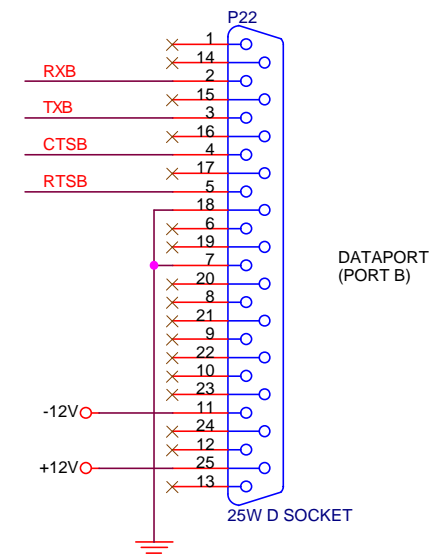 P22
1
14
RXB 2
15
TXB 3
16
CTSB 4
17
RTSB 5
18
6
19
7
DATAPORT
(PORT B)
20
8
21
9
22
10
23
-12V 11
24
12
+12V 25
13
25W D SOCKET